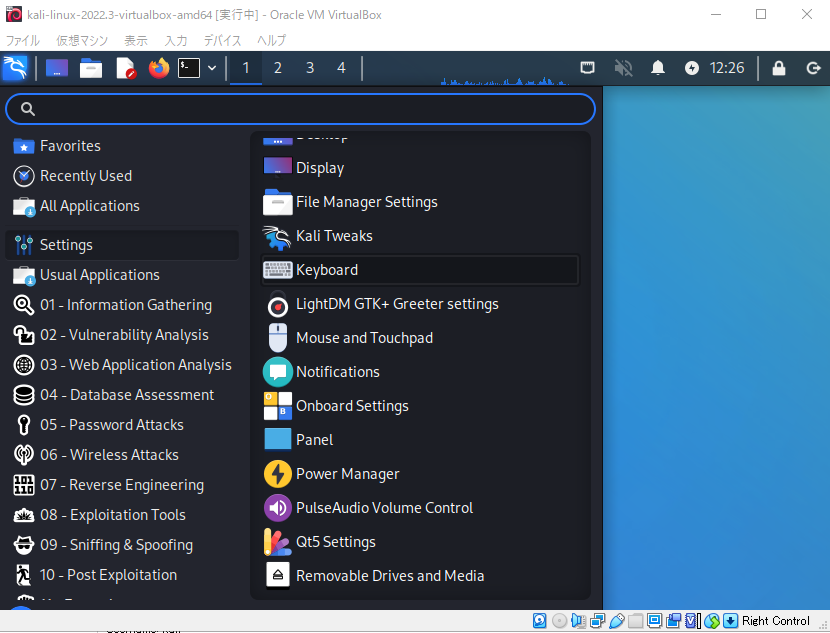 kali-linux-2022.3-virtualbox-amd64 [実行中] - Oracle VM VirtualBox
ファイル 仮想マシン 表示 入力 デバイス ヘルプ
1 2 3 4 12:26
Favorites
Recently Used
All Applications
Settings
Usual Applications
01 - Information Gathering
02 - Vulnerability Analysis
03 - Web Application Analysis
04 - Database Assessment
05 - Password Attacks
06 - Wireless Attacks
07 - Reverse Engineering
08 - Exploitation Tools
09 - Sniffing & Spoofing
10 - Post Exploitation
Desktop
Display
File Manager Settings
Kali Tweaks
Keyboard
LightDM GTK+ Greeter settings
Mouse and Touchpad
Notifications
Onboard Settings
Panel
Power Manager
PulseAudio Volume Control
Qt5 Settings
Removable Drives and Media
Right Control